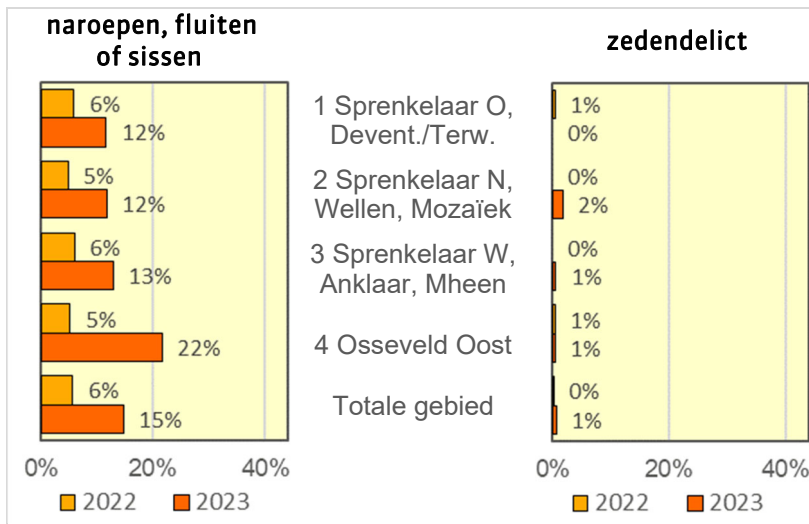 naroepen, fluiten
of sissen
zedendelict
6%
12%
1 Sprenkelaar O,
Devent./Terw.
1%
0%
5%
12%
2 Sprenkelaar N,
Wellen, Mozaïek
0%
2%
6%
13%
3 Sprenkelaar W,
Anklaar, Mheen
0%
1%
5%
22%
4 Osseveld Oost
1%
1%
6%
15%
Totale gebied
0%
1%
0% 20% 40%
0% 20% 40%
2022 2023
2022 2023